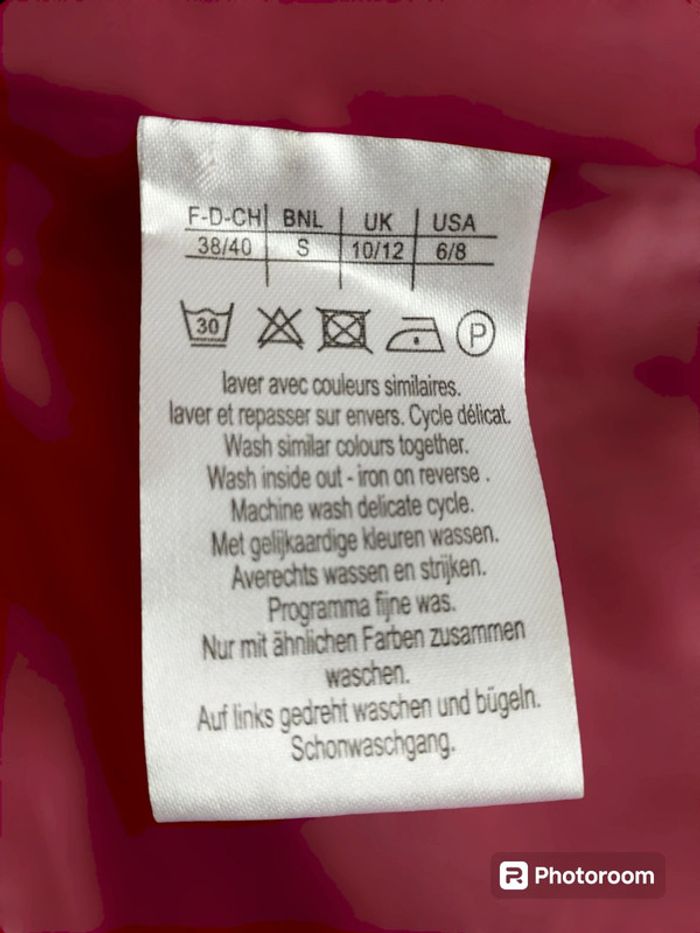 F-D-CH BNL UK USA
38/40 S 10/12 6/8
30 P
laver avec couleurs similaires.
laver et repasser sur envers. Cycle délicat.
Wash similar colours together.
Wash inside out - iron on reverse .
Machine wash delicate cycle.
Met gelijkaardige kleuren wassen.
Averechts wassen en strijken.
Programma fijne was.
Nur mit ähnlichen Farben zusammen
waschen.
Auf links gedreht waschen und bügeln.
Schonwaschgang.
Photoroom